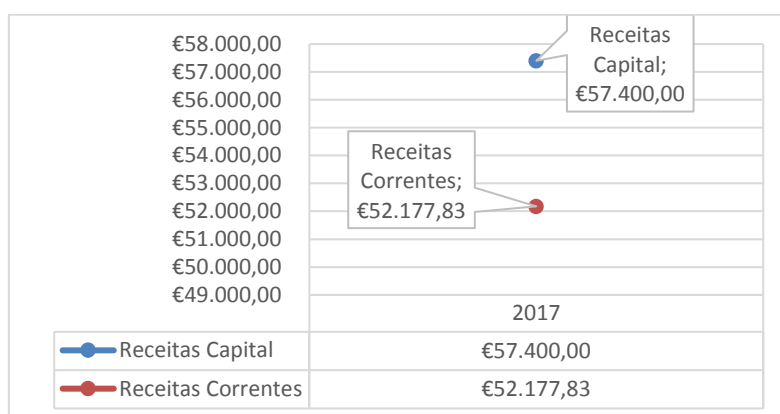 Receitas
Capital;
€57.400,00
€58.000,00
€57.000,00
€56.000,00
€55.000,00
€54.000,00
€53.000,00
€52.000,00
€51.000,00
€50.000,00
€49.000,00
Receitas
Correntes;
€52.177,83
2017
Receitas Capital €57.400,00
Receitas Correntes €52.177,83